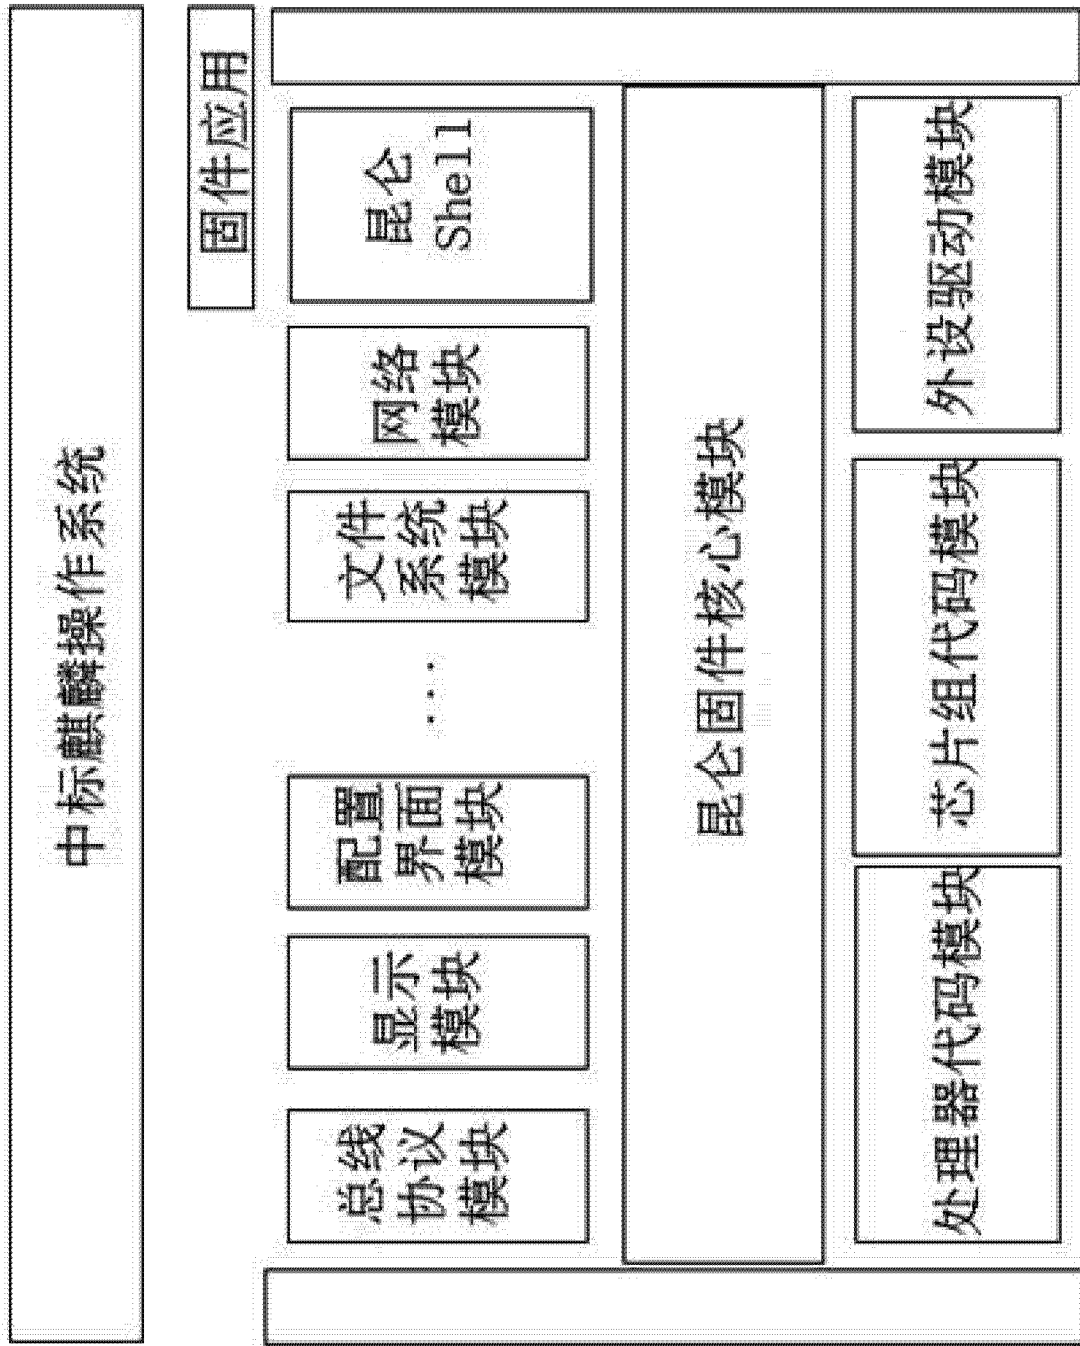 中标麒麟操作系统
固件应用
总线
协议
模块
显示
模块
配置
界面
模块
...
文件
系统
模块
网络
模块
昆仑
Shell
昆仑固件核心模块
处理器代码模块
芯片组代码模块
外设驱动模块